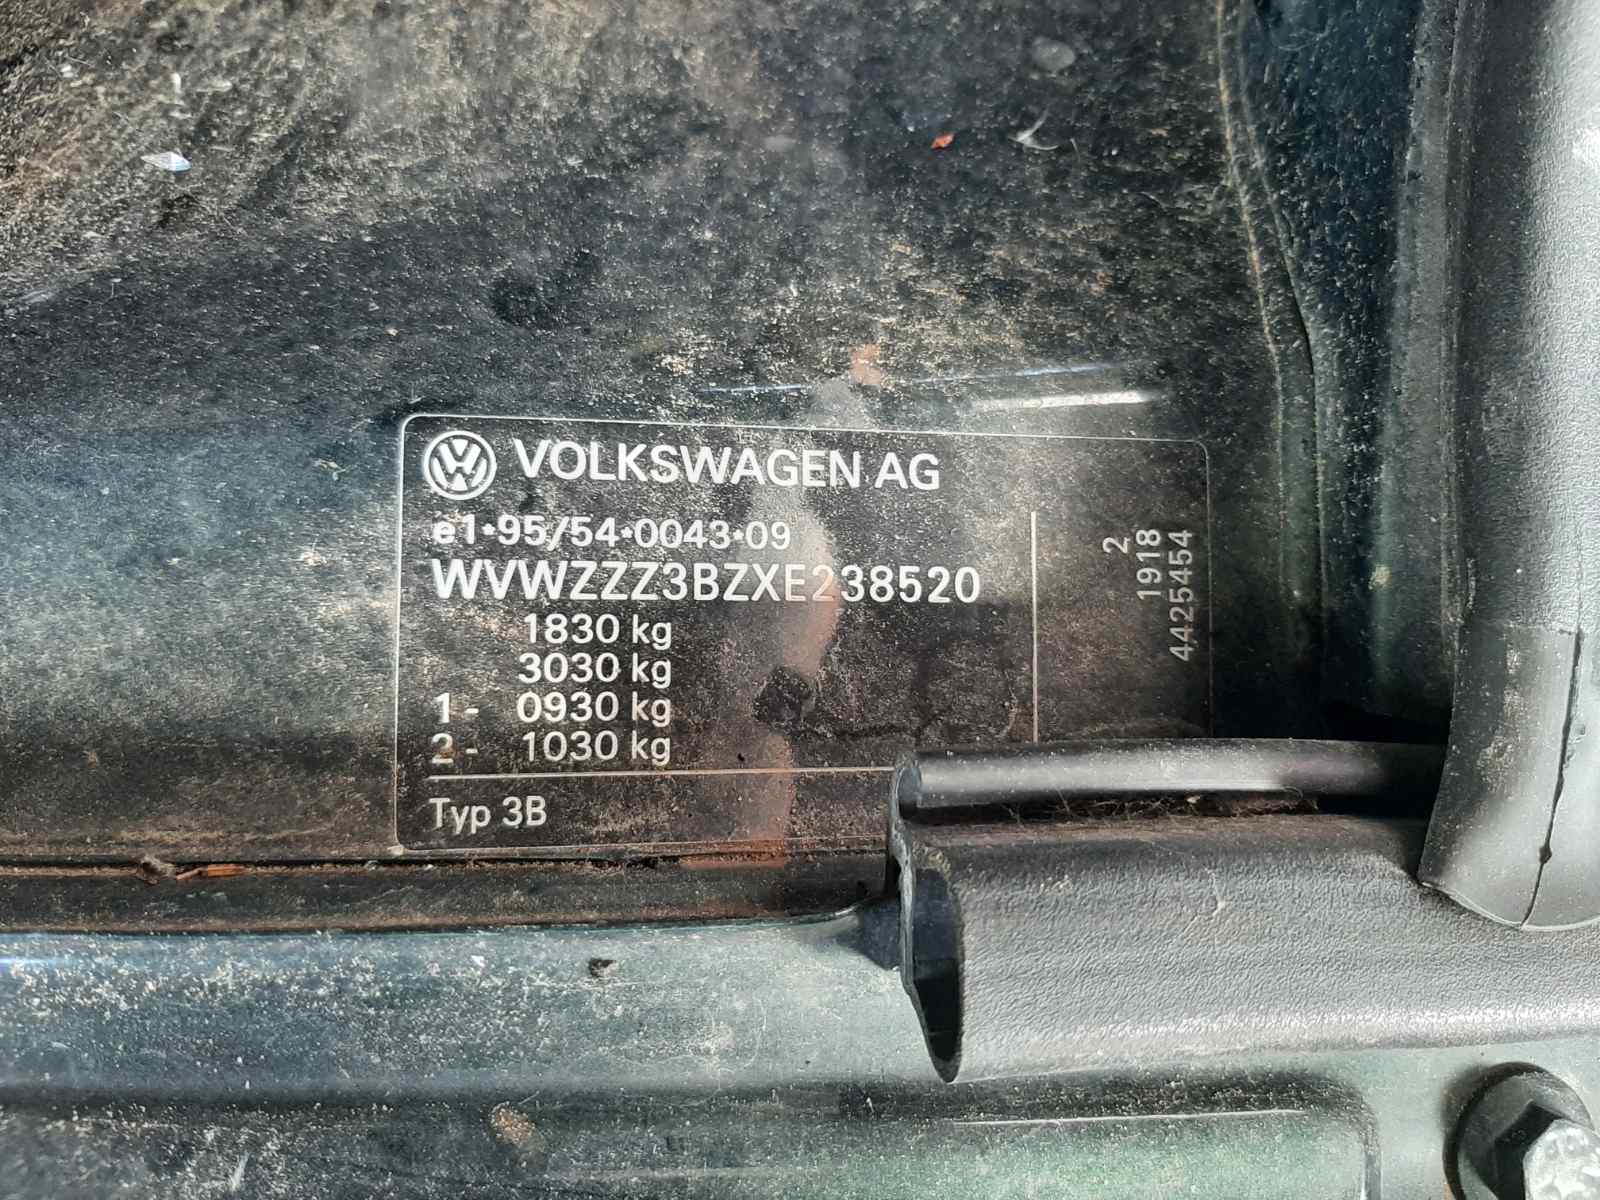 VOLKSWAGEN AG
e1*95/54*0043*09
WVWZZZ3BZXE238520
1830 kg
3030 kg
1- 0930 kg
2- 1030 kg
Typ 3B
2
1918
4425454